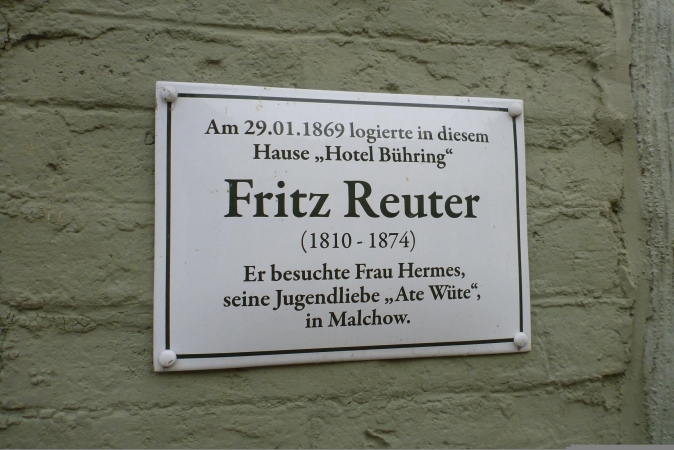 Am 29.01.1869 logierte in diesem
Hause „Hotel Bühring“
Fritz Reuter
(1810 - 1874)
Er besuchte Frau Hermes,
seine Jugendliebe „Ate Wüte“,
in Malchow.